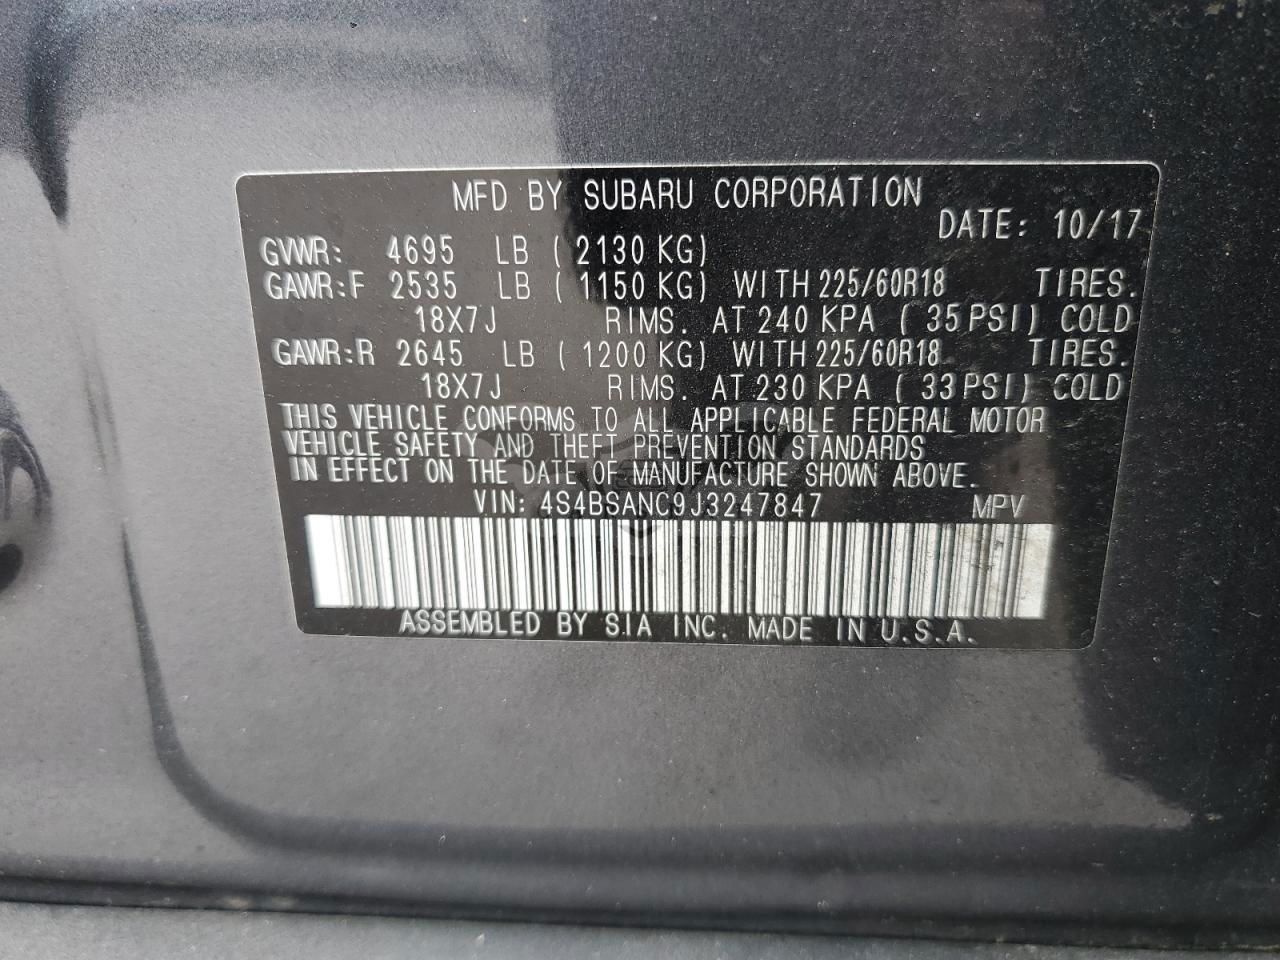 MFD BY SUBARU CORPORATION
DATE: 10/17
GVWR: 4695 LB ( 2130 KG)
GAWR:F 2535 LB ( 1150 KG) WITH 225/60R18 TIRES.
18X7J RIMS. AT 240 KPA ( 35 PSI) COLD
GAWR:R 2645 LB ( 1200 KG) WITH 225/60R18 TIRES.
18X7J RIMS. AT 230 KPA ( 33 PSI) COLD
THIS VEHICLE CONFORMS TO ALL APPLICABLE FEDERAL MOTOR
VEHICLE SAFETY AND THEFT PREVENTION STANDARDS
IN EFFECT ON THE DATE OF MANUFACTURE SHOWN ABOVE.
VIN: 4S4BSANC9J3247847 MPV
ASSEMBLED BY S.I.A. INC. MADE IN U.S.A.